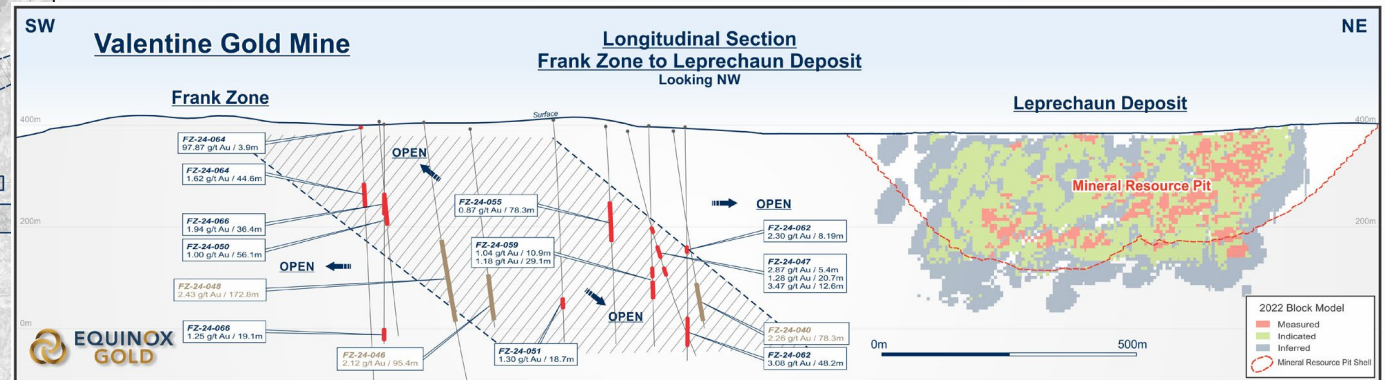 SW
NE
Valentine Gold Mine
Longitudinal Section
Frank Zone to Leprechaun Deposit
Looking NW
Frank Zone
Leprechaun Deposit
Surface
400m
400m
FZ-24-064
97.87 g/t Au / 3.9m
OPEN
FZ-24-064
1.62 g/t Au / 44.6m
Mineral Resource Pit
FZ-24-055
0.87 g/t Au / 78.3m
OPEN
200m
200m
FZ-24-066
1.94 g/t Au / 36.4m
FZ-24-062
2.30 g/t Au / 8.19m
FZ-24-050
1.00 g/t Au / 56.1m
FZ-24-059
1.04 g/t Au / 10.9m
1.18 g/t Au / 29.1m
FZ-24-047
2.87 g/t Au / 5.4m
1.28 g/t Au / 20.7m
3.47 g/t Au / 12.6m
OPEN
FZ-24-048
2.43 g/t Au / 172.8m
OPEN
0m
FZ-24-066
1.25 g/t Au / 19.1m
FZ-24-040
2.26 g/t Au / 78.3m
FZ-24-046
2.12 g/t Au / 95.4m
FZ-24-051
1.30 g/t Au / 18.7m
FZ-24-062
3.08 g/t Au / 48.2m
EQUINOX
GOLD
0m
500m
2022 Block Model
Measured
Indicated
Inferred
Mineral Resource Pit Shell